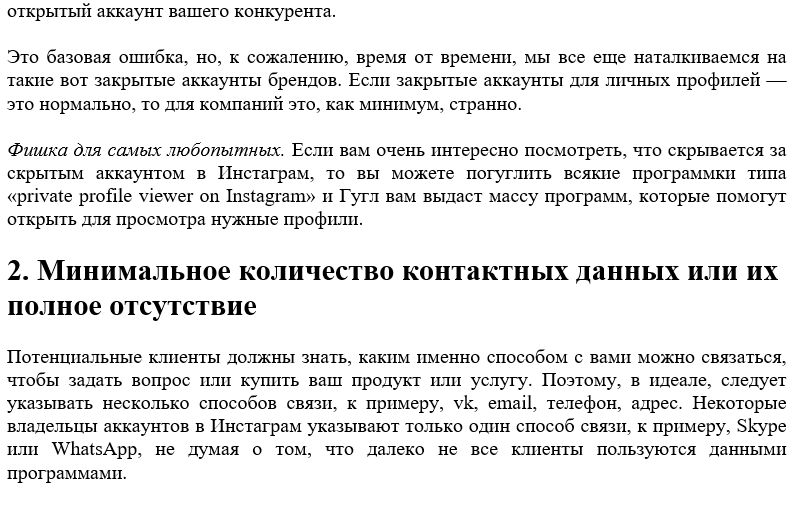 открытый аккаунт вашего конкурента.
Это базовая ошибка, но, к сожалению, время от времени, мы все еще наталкиваемся на
такие вот закрытые аккаунты брендов. Если закрытые аккаунты для личных профилей —
это нормально, то для компаний это, как минимум, странно.
Фишка для самых любопытных. Если вам очень интересно посмотреть, что скрывается за
скрытым аккаунтом в Инстаграм, то вы можете погуглить всякие программки типа
«private profile viewer on Instagram» и Гугл вам выдаст массу программ, которые помогут
открыть для просмотра нужные профили.
2. Минимальное количество контактных данных или их
полное отсутствие
Потенциальные клиенты должны знать, каким именно способом с вами можно связаться,
чтобы задать вопрос или купить ваш продукт или услугу. Поэтому, в идеале, следует
указывать несколько способов связи, к примеру, vk, email, телефон, адрес. Некоторые
владельцы аккаунтов в Инстаграм указывают только один способ связи, к примеру, Skype
или WhatsApp, не думая о том, что далеко не все клиенты пользуются данными
программами.